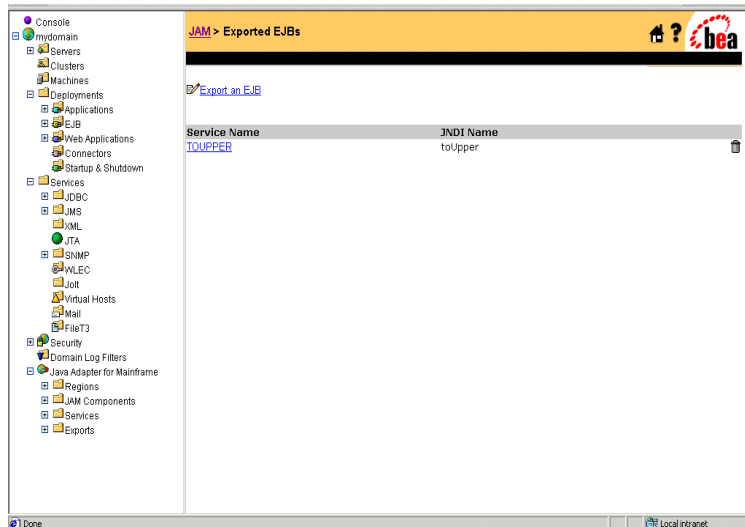 Console
mydomain
Servers
Clusters
Machines
Deployments
Applications
EJB
Web Applications
Connectors
Startup & Shutdown
Services
JDBC
JMS
XML
JTA
SNMP
WLEC
Jolt
Virtual Hosts
Mail
FileT3
Security
Domain Log Filters
Java Adapter for Mainframe
Regions
JAM Components
Services
Exports
JAM > Exported EJBs
? bea
Export an EJB
Service Name JNDI Name
TOUPPER toUpper
Done Local intranet